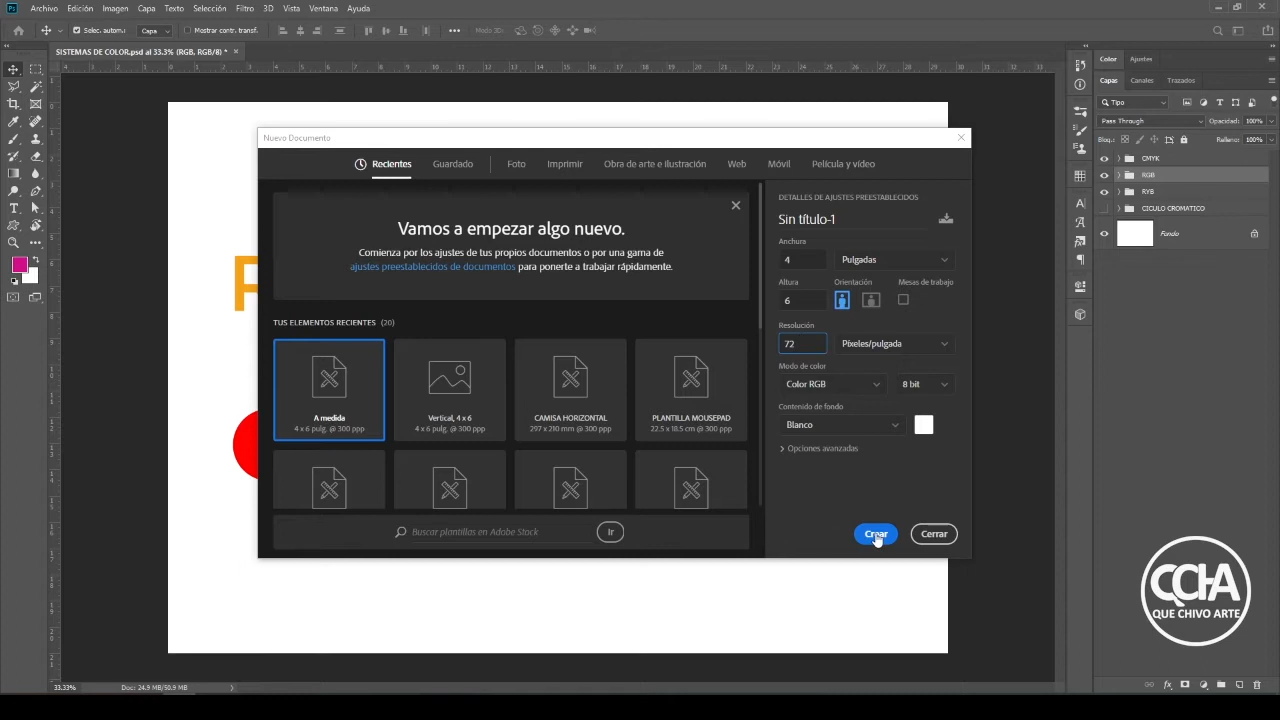 Ps Archivo Edición Imagen Capa Texto Selección Filtro 3D Vista Ventana Ayuda
Selec. autom.: Capa Mostrar contr. transf. Modo 3D:
SISTEMAS DE COLOR.psd al 33.3% (RGB, RGB/8) *
Nuevo Documento
Recientes Guardado Foto Imprimir Obra de arte e ilustración Web Móvil Película y vídeo
Vamos a empezar algo nuevo.
Comienza por los ajustes de tus propios documentos o por una gama de
ajustes preestablecidos de documentos para ponerte a trabajar rápidamente.
TUS ELEMENTOS RECIENTES (20)
A medida
4 x 6 pulg. @ 300 ppp
Vertical, 4 x 6
4 x 6 pulg. @ 300 ppp
CAMISA HORIZONTAL
297 x 210 mm @ 300 ppp
PLANTILLA MOUSEPAD
22.5 x 18.5 cm @ 300 ppp
Buscar plantillas en Adobe Stock Ir
DETALLES DE AJUSTES PREESTABLECIDOS
Sin título-1
Anchura
4 Pulgadas
Altura Orientación Mesas de trabajo
6
Resolución
72 Píxeles/pulgada
Modo de color
Color RGB 8 bit
Contenido de fondo
Blanco
Opciones avanzadas
Crear Cerrar
Color Ajustes
Capas Canales Trazados
Tipo
Pass Through Opacidad: 100%
Bloq.: Relleno: 100%
CMYK
RGB
RYB
CICULO CROMATICO
Fondo
QCHA
QUE CHIVO ARTE
33.33% Doc: 24.9 MB/50.9 MB